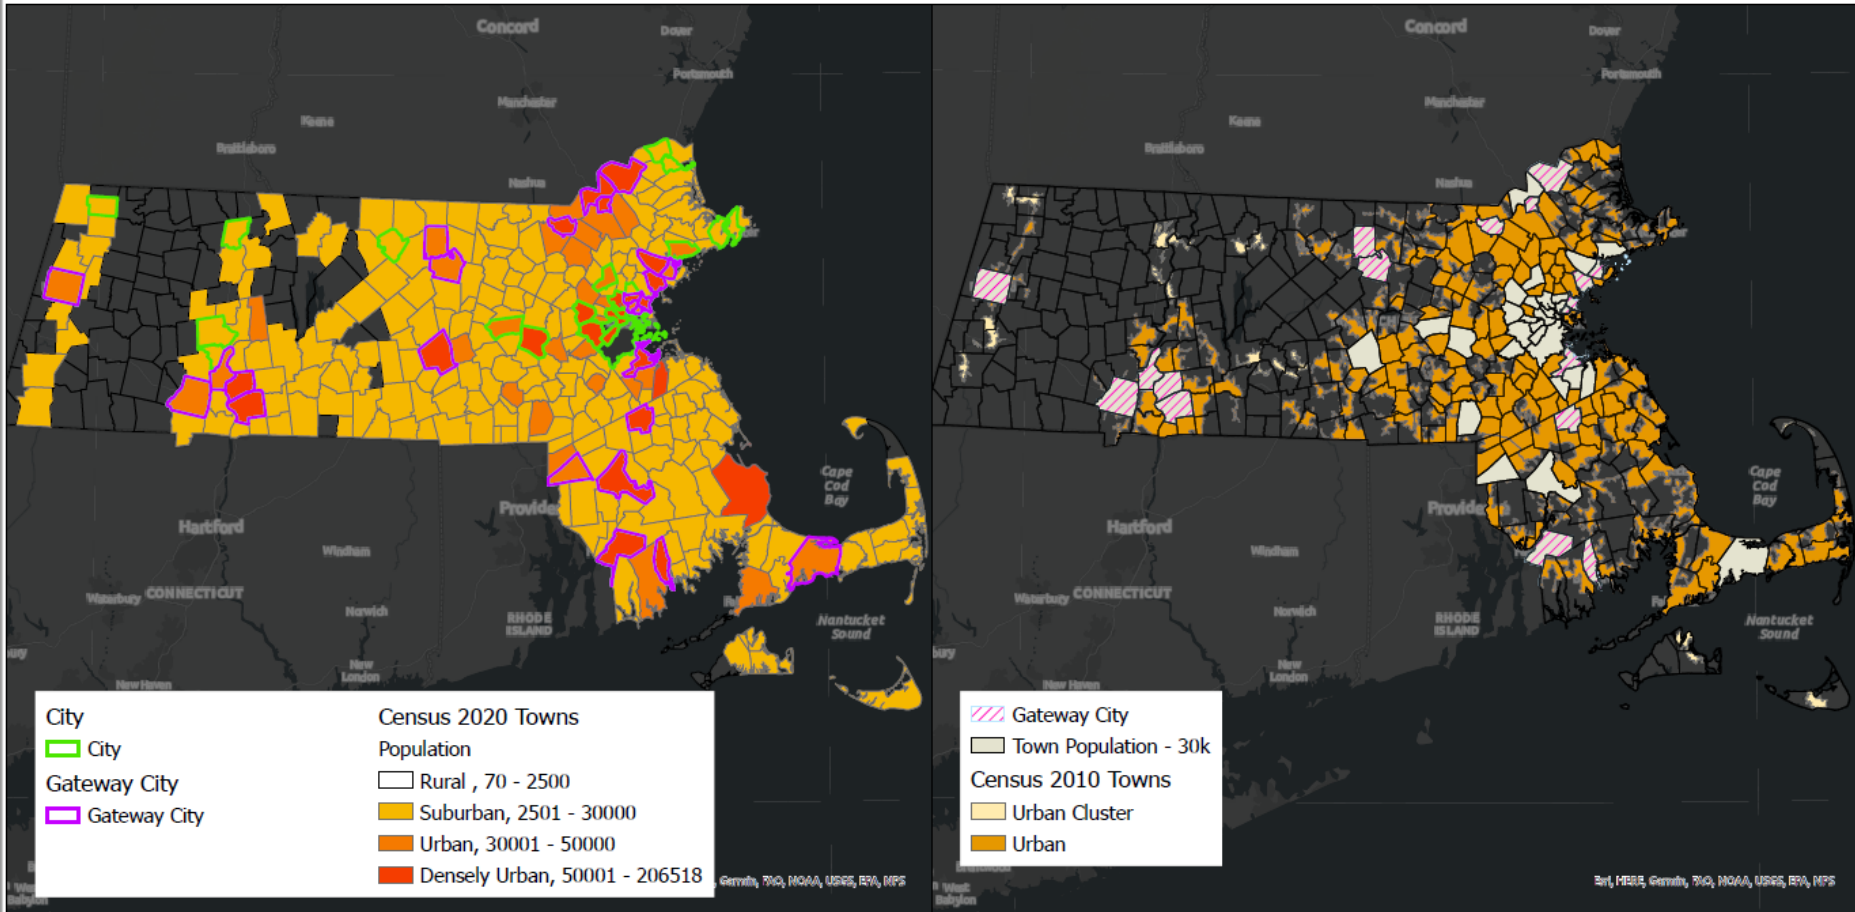 Concord
Dover
Portsmouth
Manchester
Keene
Brattleboro
Nashua
Cape
Cod
Bay
Providen
Hartford
Windham
Waterbury
CONNECTICUT
Norwich
RHODE
ISLAND
Nantucket
Sound
New
London
New Haven
City
City
Gateway City
Gateway City
Census 2020 Towns
Population
Rural , 70 - 2500
Suburban, 2501 - 30000
Urban, 30001 - 50000
Densely Urban, 50001 - 206518
, Garmin, FAO, NOAA, USGS, EPA, NPS
Concord
Dover
Portsmouth
Manchester
Keene
Brattleboro
Nashua
Cape
Cod
Bay
Hartford
Windham
Waterbury
CONNECTICUT
Norwich
RHODE
ISLAND
Nantucket
Sound
New
London
New Haven
Gateway City
Town Population - 30k
Census 2010 Towns
Urban Cluster
Urban
West
Babylon
Esri, HERE, Garmin, FAO, NOAA, USGS, EPA, NPS